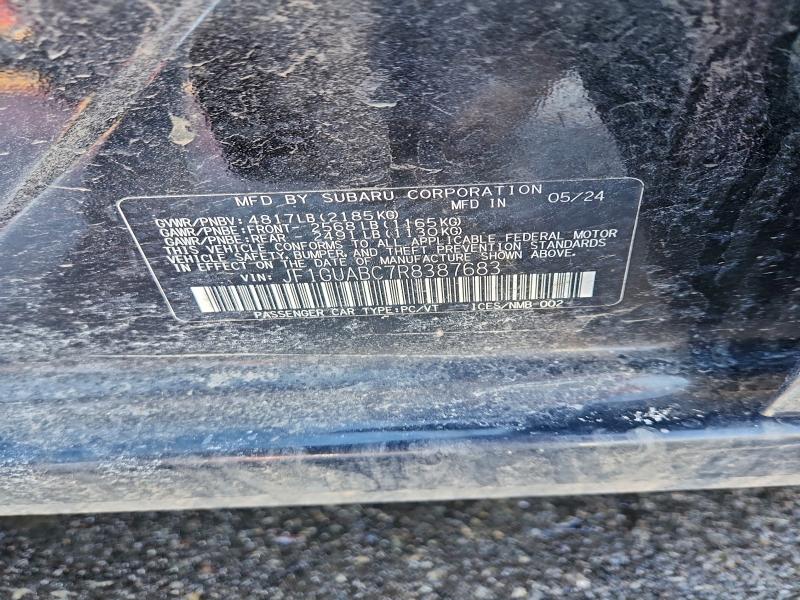 MFD BY SUBARU CORPORATION
MFD IN 05/24
GVWR/PNBV: 4817LB(2185KG)
GAWR/PNBE:FRONT- 2568LB(1165KG)
GAWR/PNBE:REAR - 2491LB(1130KG)
THIS VEHICLE CONFORMS TO ALL APPLICABLE FEDERAL MOTOR
VEHICLE SAFETY, BUMPER, AND THEFT PREVENTION STANDARDS
IN EFFECT ON THE DATE OF MANUFACTURE SHOWN ABOVE.
VIN: JF1GUABC7R8387683
PASSENGER CAR TYPE:PC/VT ICES/NMB-002